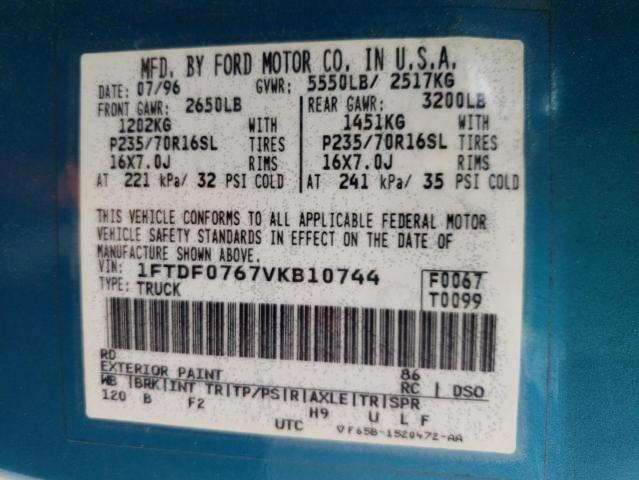 MFD. BY FORD MOTOR CO. IN U.S.A.
DATE: 07/96 GVWR: 5550LB/ 2517KG
FRONT GAWR: 2650LB REAR GAWR: 3200LB
1202KG WITH 1451KG WITH
P235/70R16SL TIRES P235/70R16SL TIRES
16X7.0J RIMS 16X7.0J RIMS
AT 221 kPa/ 32 PSI COLD AT 241 kPa/ 35 PSI COLD
THIS VEHICLE CONFORMS TO ALL APPLICABLE FEDERAL MOTOR
VEHICLE SAFETY STANDARDS IN EFFECT ON THE DATE OF
MANUFACTURE SHOWN ABOVE.
VIN: 1FTDF0767VKB10744 F0067
TYPE: TRUCK T0099
RD 86
EXTERIOR PAINT RC DSO
WB |BRK|INT TR|TP/PS|R|AXLE|TR|SPR
120 B F2 H9 U L F
UTC VF65B-1520472-AA